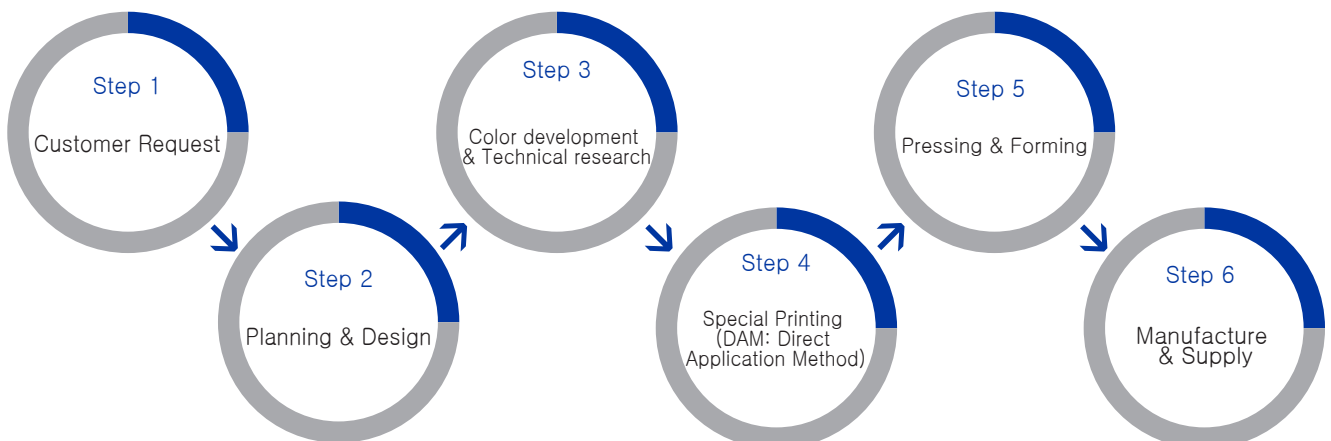 Step 1
Customer Request
Step 2
Planning & Design
Step 3
Color development
& Technical research
Step 4
Special Printing
(DAM: Direct
Application Method)
Step 5
Pressing & Forming
Step 6
Manufacture
& Supply